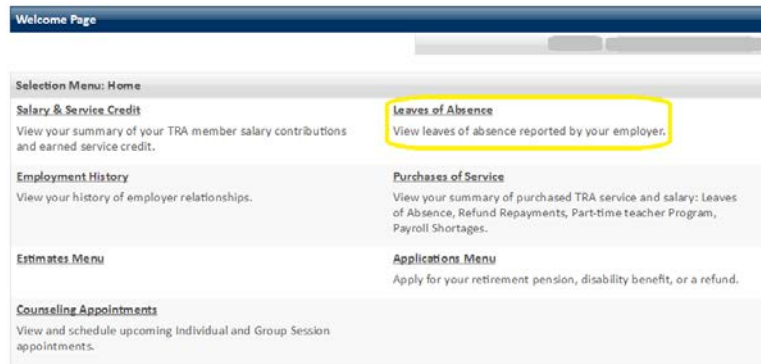 Welcome Page
Selection Menu: Home
Salary & Service Credit
View your summary of your TRA member salary contributions
and earned service credit.
Leaves of Absence
View leaves of absence reported by your employer.
Employment History
View your history of employer relationships.
Purchases of Service
View your summary of purchased TRA service and salary: Leaves
of Absence, Refund Repayments, Part-time teacher Program,
Payroll Shortages.
Estimates Menu
Applications Menu
Apply for your retirement pension, disability benefit, or a refund.
Counseling Appointments
View and schedule upcoming Individual and Group Session
appointments.